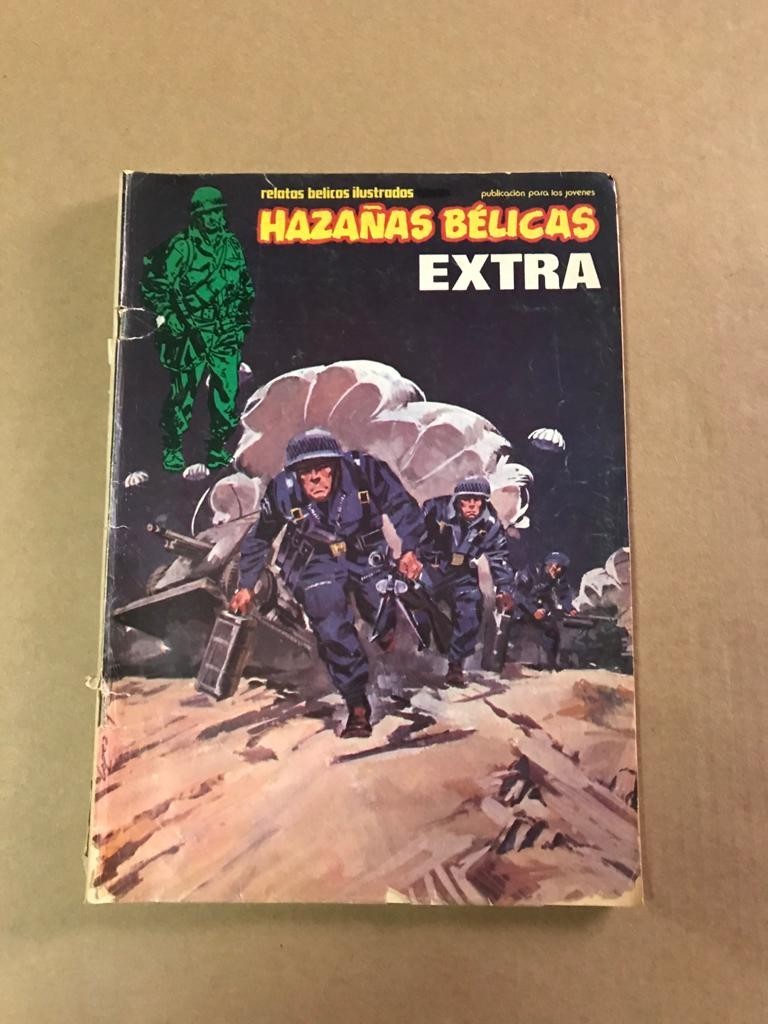 relatos belicos ilustrados
publicación para los jovenes
HAZAÑAS BÉLICAS
EXTRA